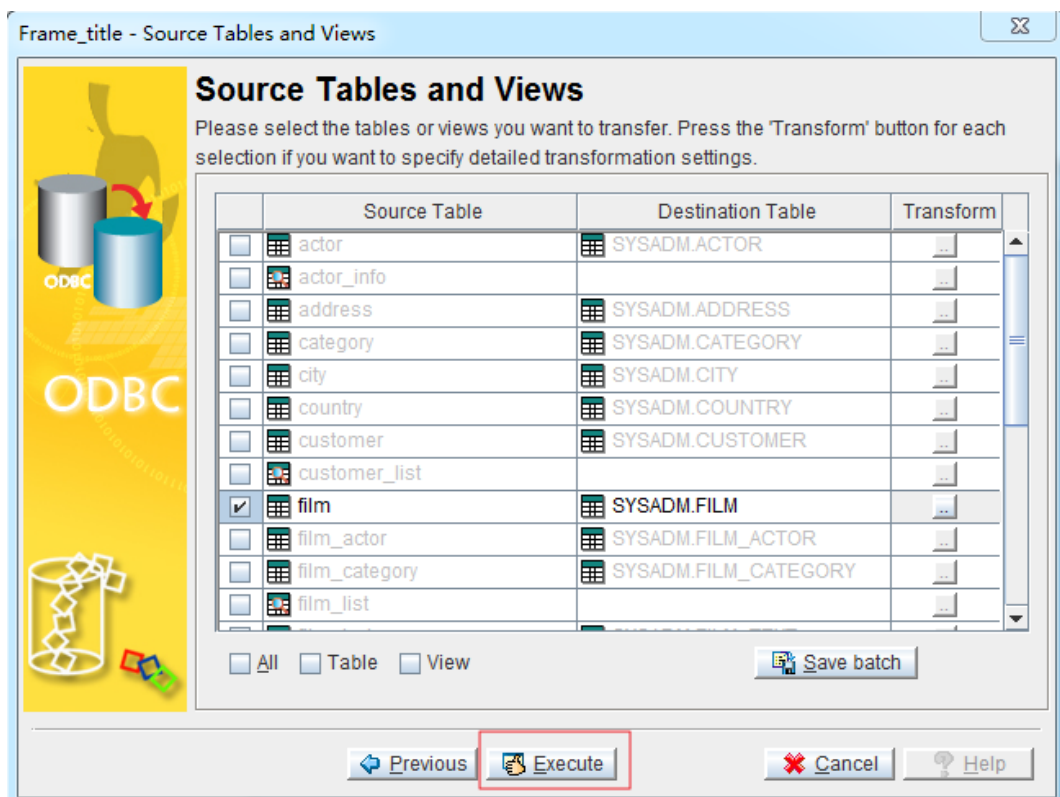 Frame_title - Source Tables and Views
Source Tables and Views
Please select the tables or views you want to transfer. Press the 'Transform' button for each
selection if you want to specify detailed transformation settings.
Source Table Destination Table Transform
actor SYSADM.ACTOR ..
actor_info ..
address SYSADM.ADDRESS ..
category SYSADM.CATEGORY ..
city SYSADM.CITY ..
country SYSADM.COUNTRY ..
customer SYSADM.CUSTOMER ..
customer_list ..
film SYSADM.FILM ..
film_actor SYSADM.FILM_ACTOR ..
film_category SYSADM.FILM_CATEGORY ..
film_list ..
ODBC
ODBC
All Table View Save batch
Previous Execute Cancel Help